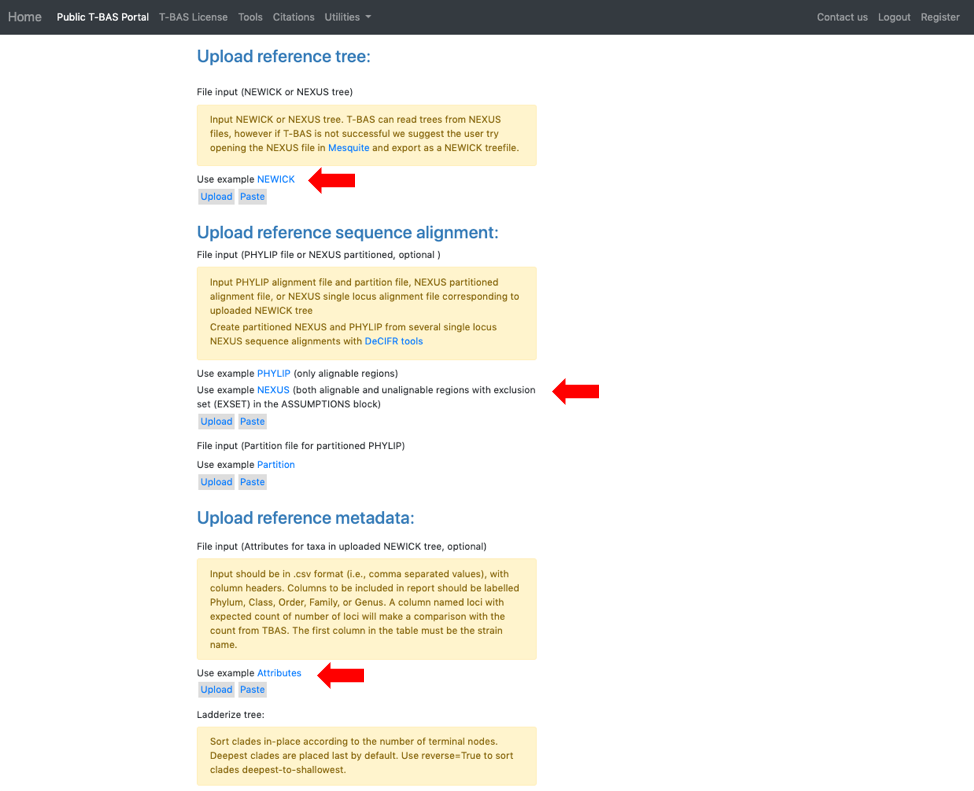 Home Public T-BAS Portal T-BAS License Tools Citations Utilities Contact us Logout Register
Upload reference tree:
File input (NEWICK or NEXUS tree)
Input NEWICK or NEXUS tree. T-BAS can read trees from NEXUS
files, however if T-BAS is not successful we suggest the user try
opening the NEXUS file in Mesquite and export as a NEWICK treefile.
Use example NEWICK
Upload Paste
Upload reference sequence alignment:
File input (PHYLIP file or NEXUS partitioned, optional )
Input PHYLIP alignment file and partition file, NEXUS partitioned
alignment file, or NEXUS single locus alignment file corresponding to
uploaded NEWICK tree
Create partitioned NEXUS and PHYLIP from several single locus
NEXUS sequence alignments with DeCIFR tools
Use example PHYLIP (only alignable regions)
Use example NEXUS (both alignable and unalignable regions with exclusion
set (EXSET) in the ASSUMPTIONS block)
Upload Paste
File input (Partition file for partitioned PHYLIP)
Use example Partition
Upload Paste
Upload reference metadata:
File input (Attributes for taxa in uploaded NEWICK tree, optional)
Input should be in .csv format (i.e., comma separated values), with
column headers. Columns to be included in report should be labelled
Phylum, Class, Order, Family, or Genus. A column named loci with
expected count of number of loci will make a comparison with the
count from TBAS. The first column in the table must be the strain
name.
Use example Attributes
Upload Paste
Ladderize tree:
Sort clades in-place according to the number of terminal nodes.
Deepest clades are placed last by default. Use reverse=True to sort
clades deepest-to-shallowest.